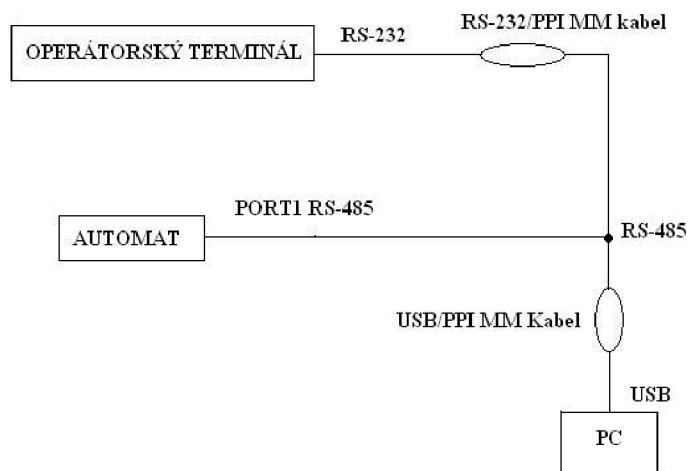 RS-232/PPI MM kabel
RS-232
OPERÁTORSKÝ TERMINÁL
PORT1 RS-485
AUTOMAT
RS-485
USB/PPI MM Kabel
USB
PC